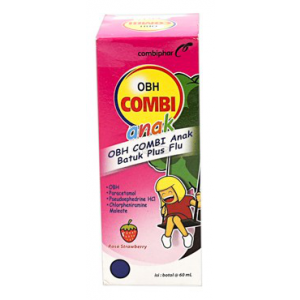 combiphar
OBH
COMBI
anak
OBH COMBI Anak
Batuk Plus Flu
• OBH
• Paracetamol
• Pseudoephedrine HCl
• Chlorpheniramine
Maleate
Rasa Strawberry
Isi : botol @ 60 mL